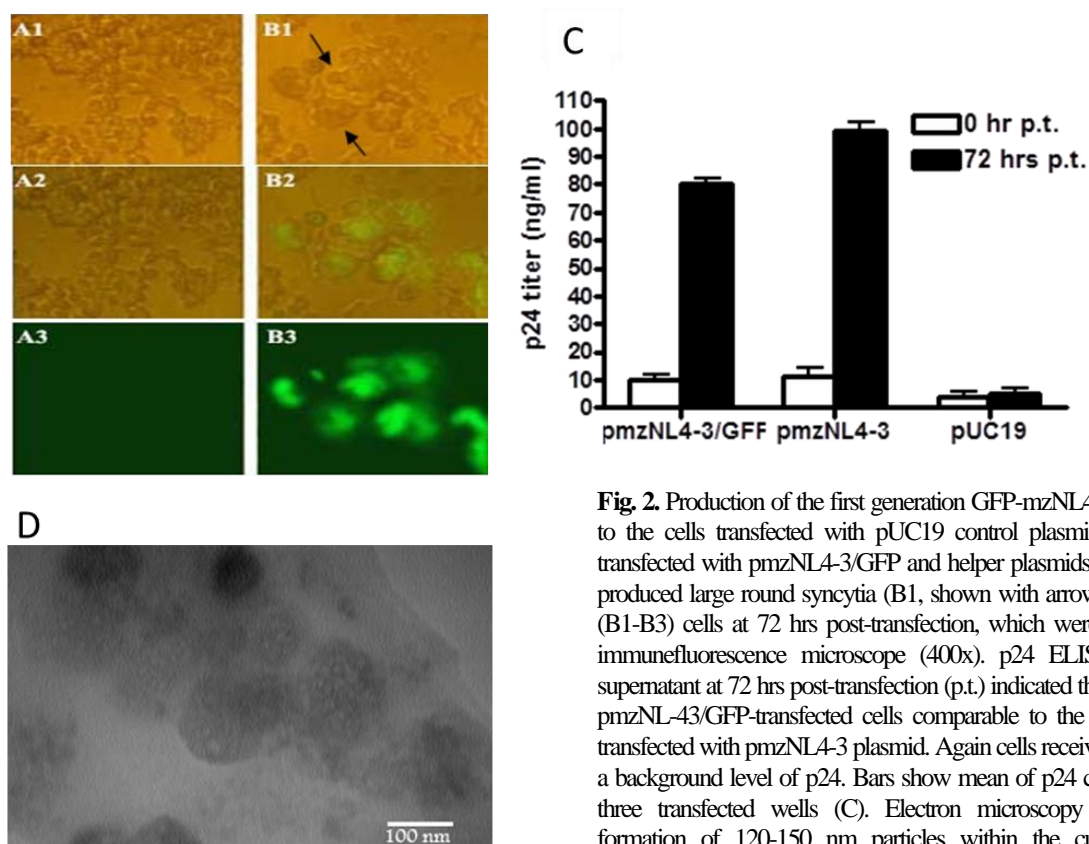 A1
B1
A2
B2
A3
B3
C
110
100
90
80
70
60
50
40
30
20
10
0
p24 titer (ng/ml)
0 hr p.t.
72 hrs p.t.
pmzNL4-3/GFP pmzNL4-3 pUC19
D
100 nm
Fig. 2. Production of the first generation GFP-mzNL4
to the cells transfected with pUC19 control plasmi
transfected with pmzNL4-3/GFP and helper plasmids
produced large round syncytia (B1, shown with arrow
(B1-B3) cells at 72 hrs post-transfection, which were
immunefluorescence microscope (400x). p24 ELIS
supernatant at 72 hrs post-transfection (p.t.) indicated th
pmzNL-43/GFP-transfected cells comparable to the
transfected with pmzNL4-3 plasmid. Again cells receiv
a background level of p24. Bars show mean of p24 c
three transfected wells (C). Electron microscopy
formation of 120-150 nm particles within the c